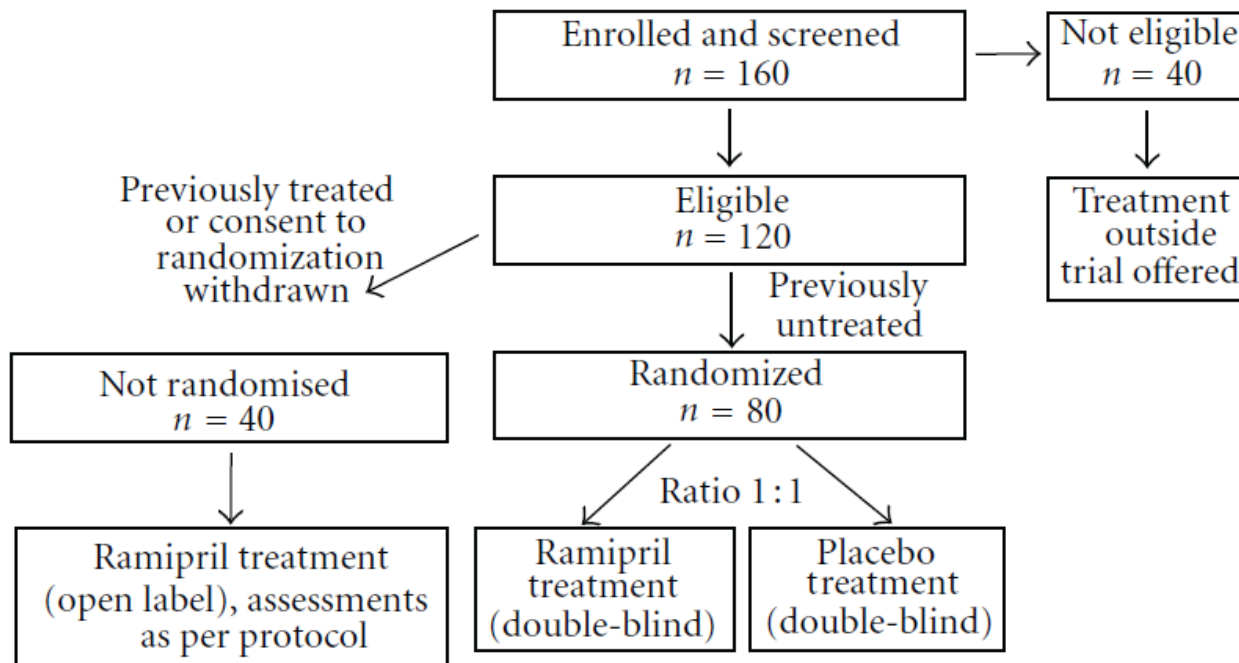 Enrolled and screened
n = 160
Not eligible
n = 40
Previously treated
or consent to
randomization
withdrawn
Eligible
n = 120
Treatment
outside
trial offered
Previously
untreated
Not randomised
n = 40
Randomized
n = 80
Ratio 1 : 1
Ramipril treatment
(open label), assessments
as per protocol
Ramipril
treatment
(double-blind)
Placebo
treatment
(double-blind)